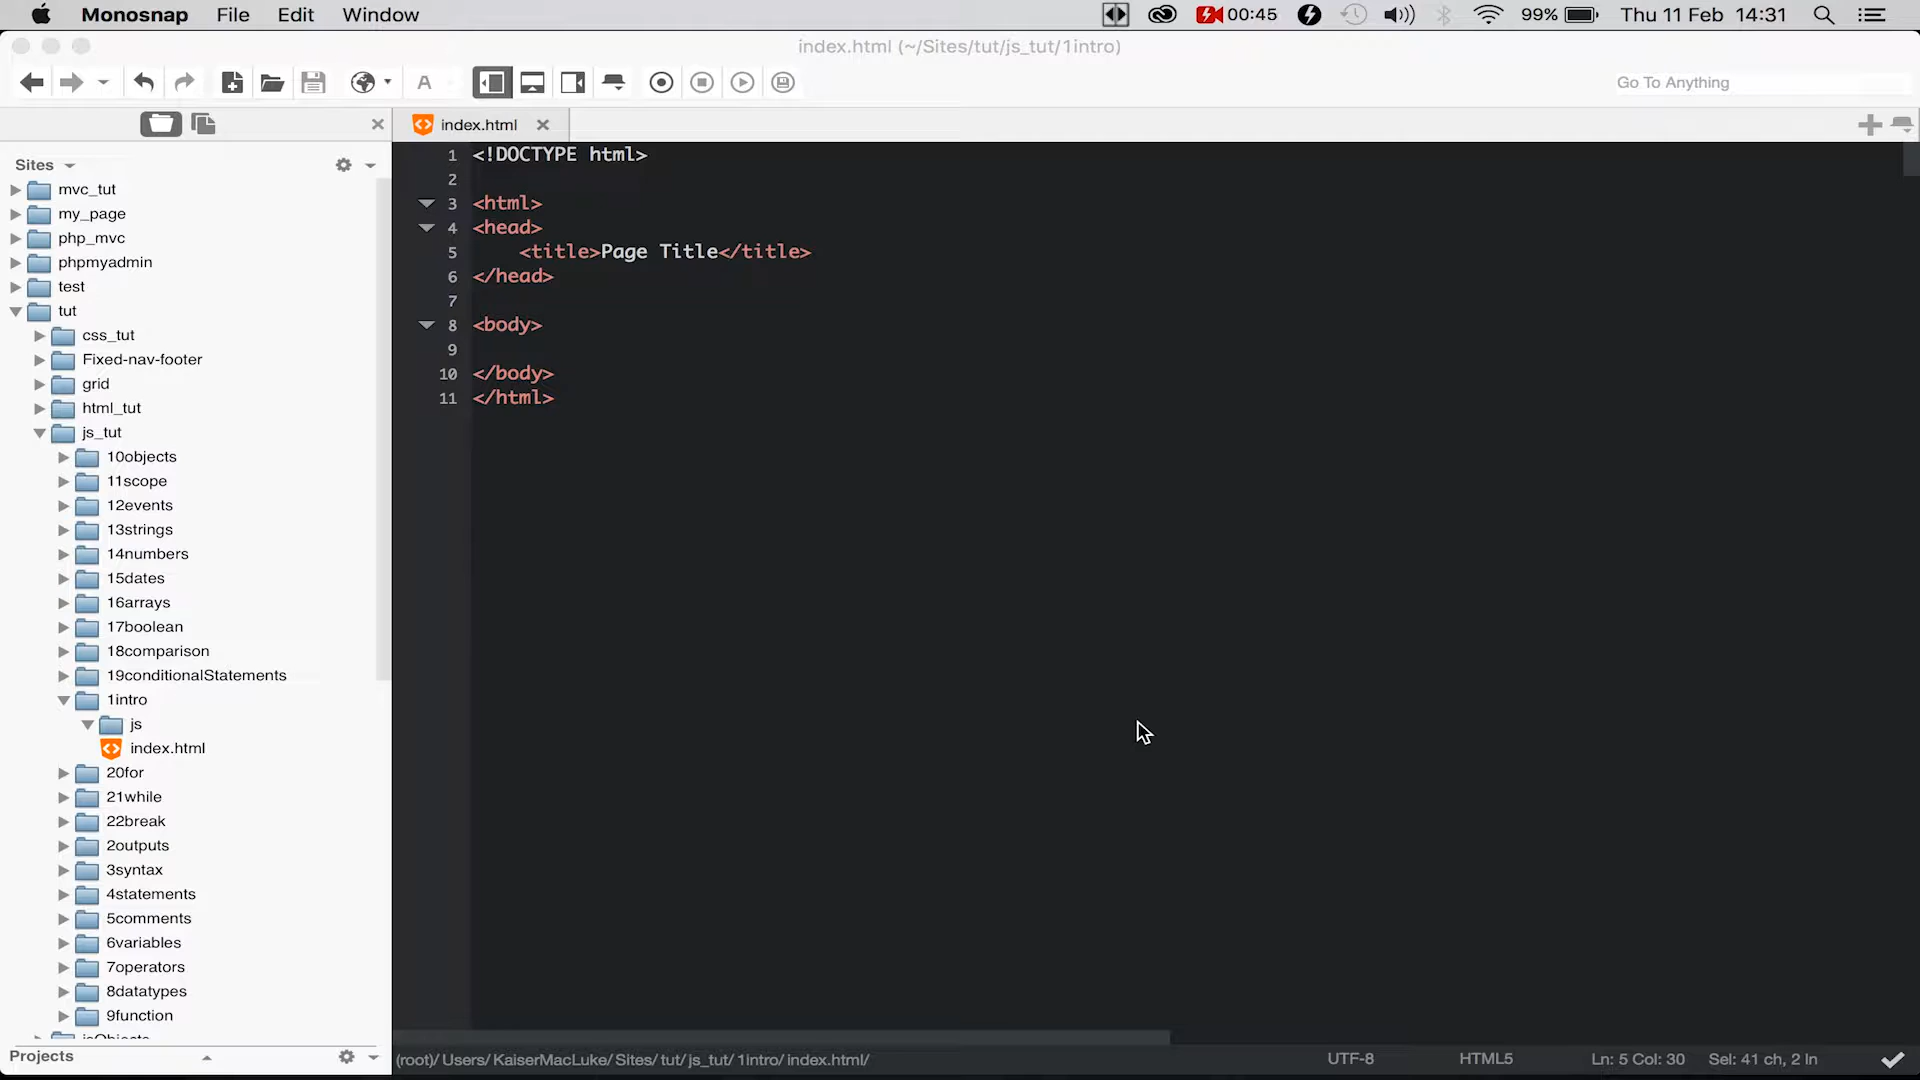 Monosnap File Edit Window 00:45 99% Thu 11 Feb 14:31
index.html (~/Sites/tut/js_tut/1intro)
A Go To Anything
index.html
Sites
mvc_tut
my_page
php_mvc
phpmyadmin
test
tut
css_tut
Fixed-nav-footer
grid
html_tut
js_tut
10objects
11scope
12events
13strings
14numbers
15dates
16arrays
17boolean
18comparison
19conditionalStatements
1intro
js
index.html
20for
21while
22break
2outputs
3syntax
4statements
5comments
6variables
7operators
8datatypes
9function
jsObjects
Projects
1 <!DOCTYPE html>
2
3 <html>
4 <head>
5 <title>Page Title</title>
6 </head>
7
8 <body>
9
10 </body>
11 </html>
(root)/ Users/ KaiserMacLuke/ Sites/ tut/ js_tut/ 1intro/ index.html/ UTF-8 HTML5 Ln: 5 Col: 30 Sel: 41 ch, 2 ln